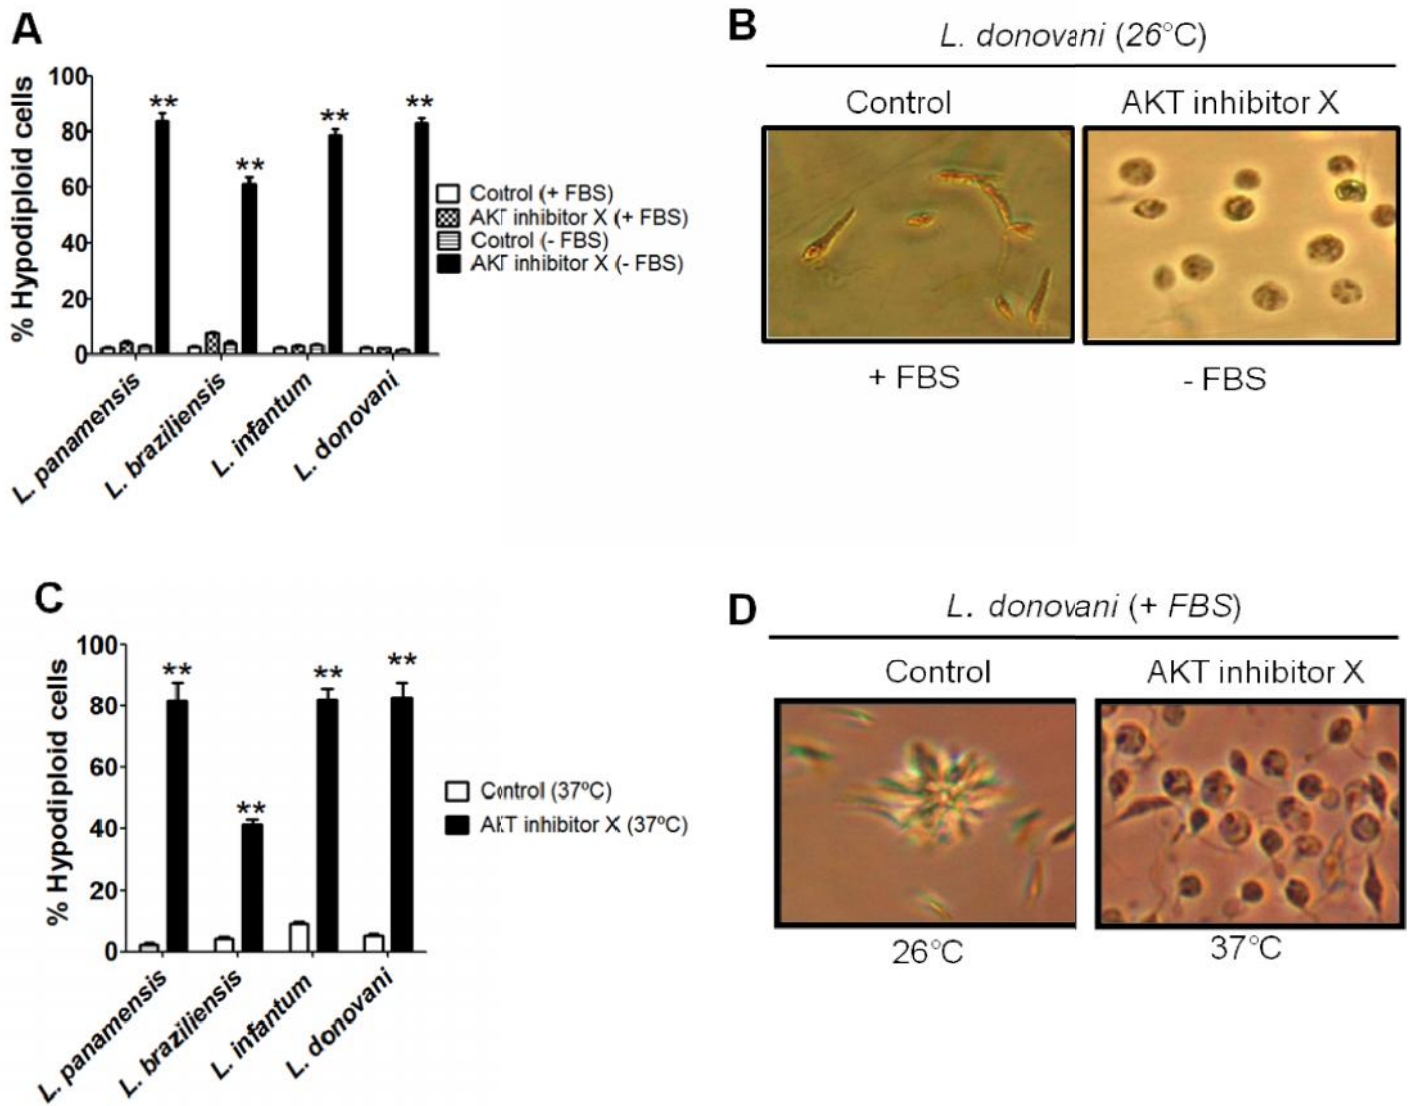 A
% Hypodiploid cells
100
80
60
40
20
0
**
**
**
**
L. panamensis
L. braziliensis
L. infantum
L. donovani
Control (+ FBS)
AKT inhibitor X (+ FBS)
Control (- FBS)
AKT inhibitor X (- FBS)
B
L. donovani (26°C)
Control
AKT inhibitor X
+ FBS
- FBS
C
% Hypodiploid cells
100
80
60
40
20
0
**
**
**
**
L. panamensis
L. braziliensis
L. infantum
L. donovani
Control (37ºC)
AKT inhibitor X (37ºC)
D
L. donovani (+ FBS)
Control
AKT inhibitor X
26°C
37°C